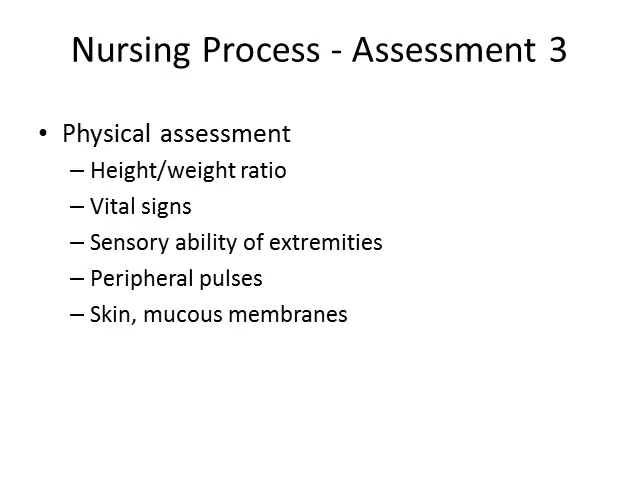 Nursing Process - Assessment 3
• Physical assessment
– Height/weight ratio
– Vital signs
– Sensory ability of extremities
– Peripheral pulses
– Skin, mucous membranes